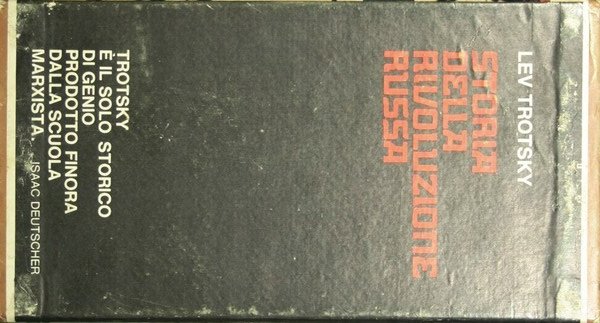 LEV TROTSKY
STORIA
DELLA
RIVOLUZIONE
RUSSA
TROTSKY
È IL SOLO STORICO
DI GENIO
PRODOTTO FINORA
DALLA SCUOLA
MARXISTA. ISAAC DEUTSCHER